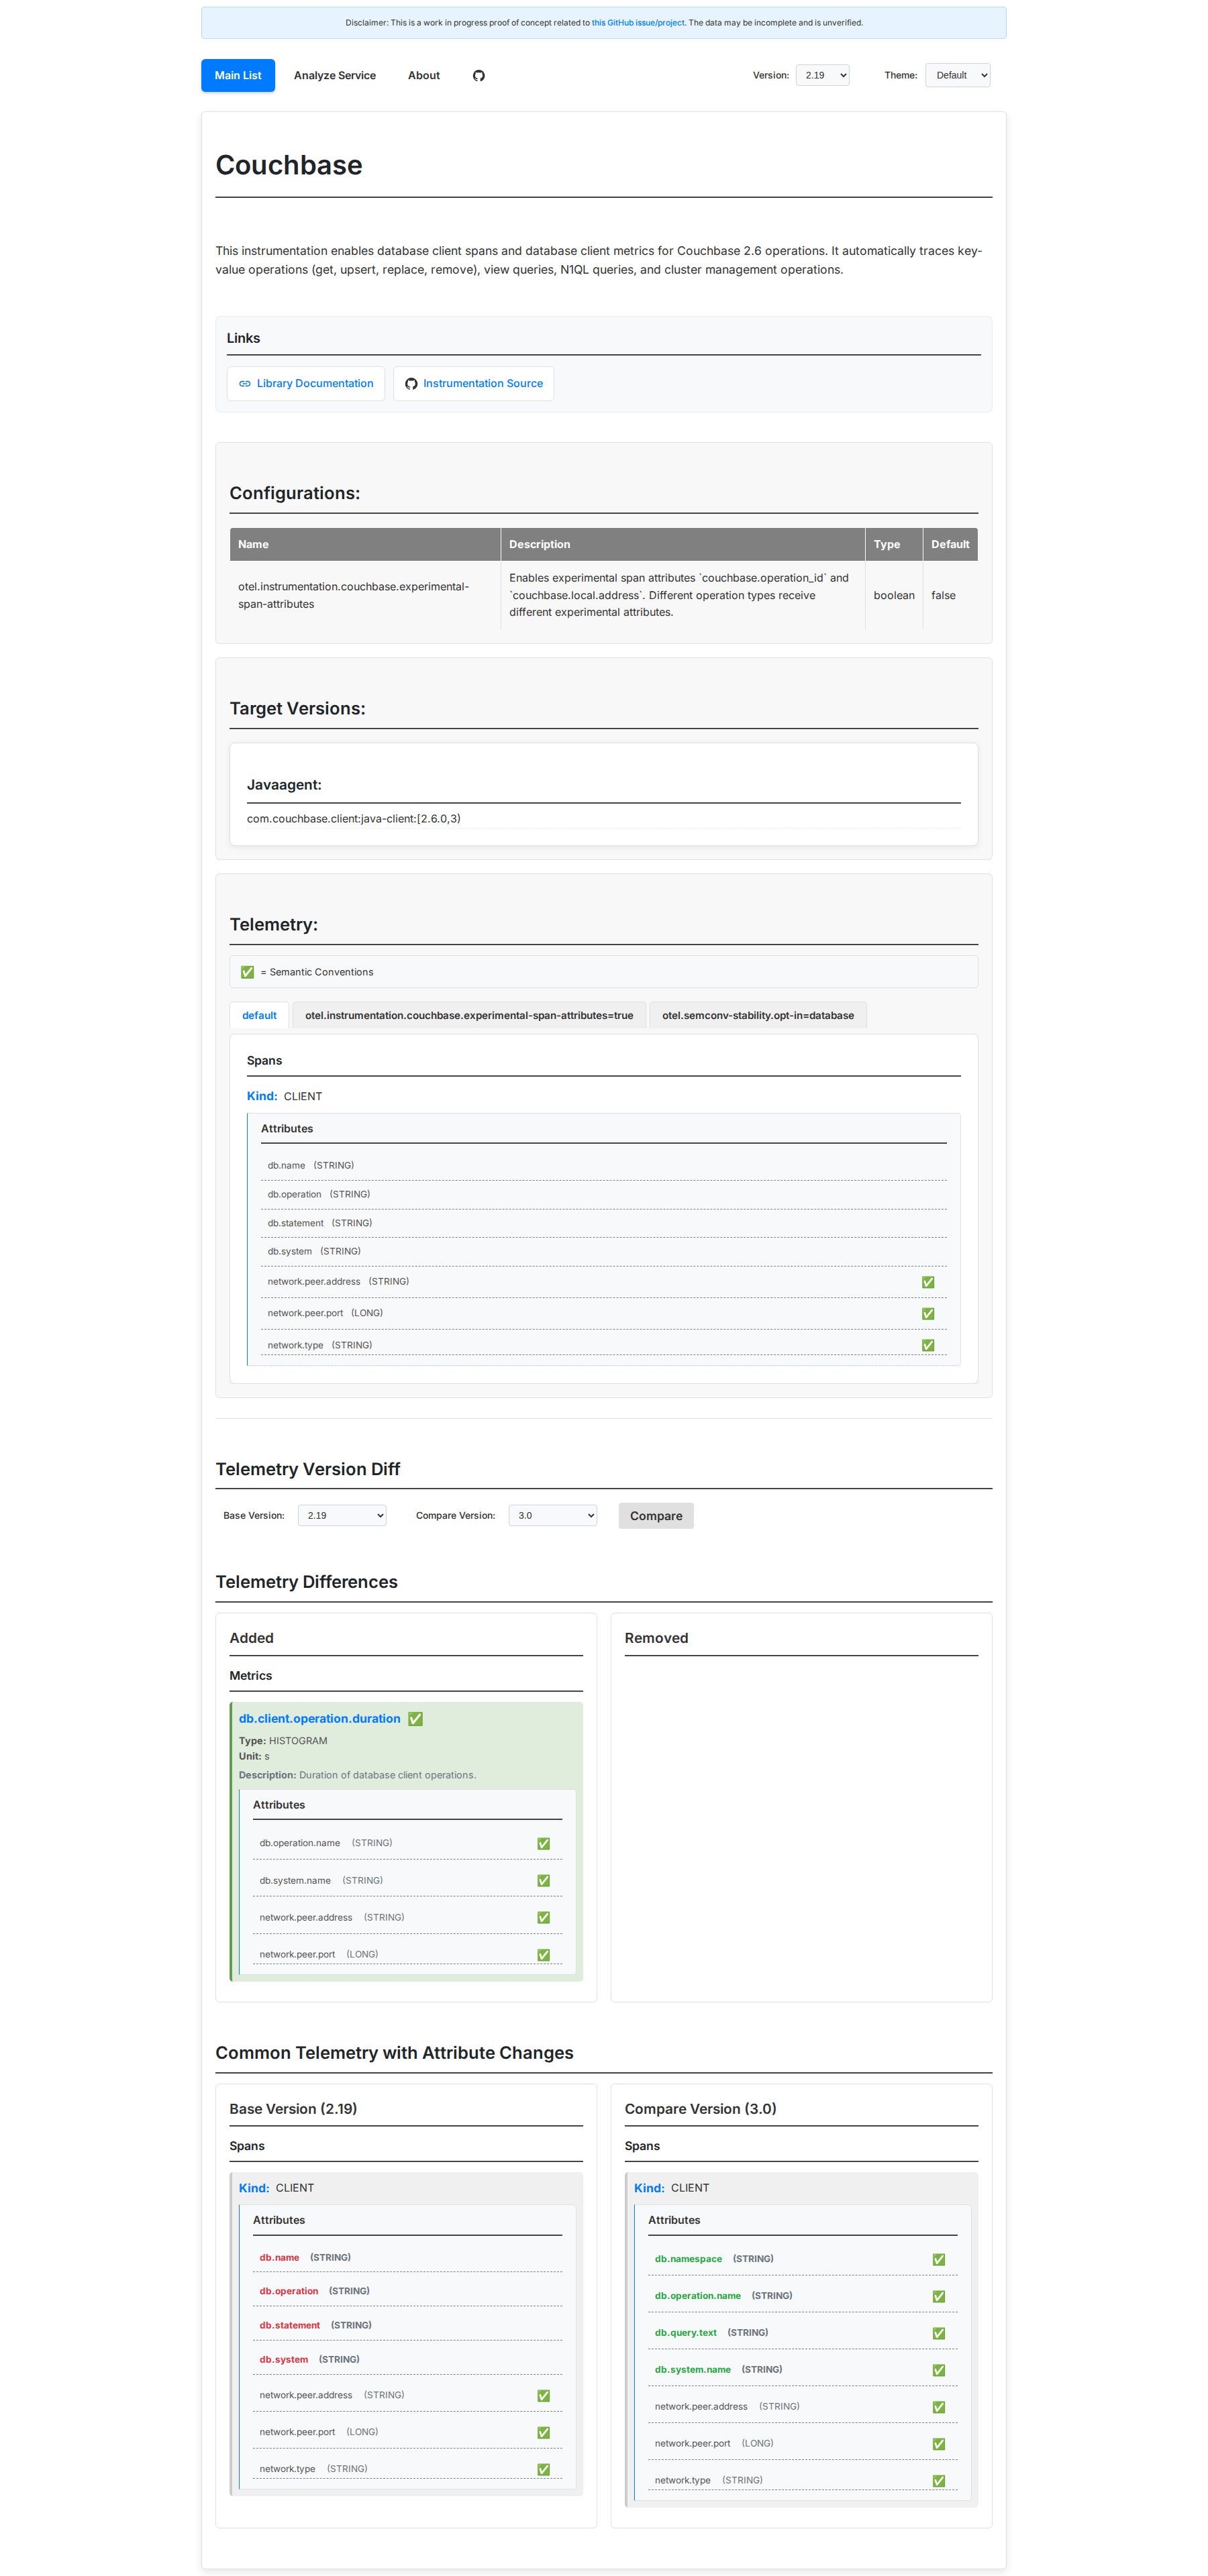 Disclaimer: This is a work in progress proof of concept related to this GitHub issue/project. The data may be incomplete and is unverified.
Main List
Analyze Service
About
Version:
2.19
Theme:
Default
Couchbase
This instrumentation enables database client spans and database client metrics for Couchbase 2.6 operations. It automatically traces key-
value operations (get, upsert, replace, remove), view queries, N1QL queries, and cluster management operations.
Links
Library Documentation
Instrumentation Source
Configurations:
Name
Description
Type
Default
otel.instrumentation.couchbase.experimental-
span-attributes
Enables experimental span attributes `couchbase.operation_id` and
`couchbase.local.address`. Different operation types receive
different experimental attributes.
boolean
false
Target Versions:
Javaagent:
com.couchbase.client:java-client:[2.6.0,3)
Telemetry:
✅ = Semantic Conventions
default
otel.instrumentation.couchbase.experimental-span-attributes=true
otel.semconv-stability.opt-in=database
Spans
Kind: CLIENT
Attributes
db.name (STRING)
db.operation (STRING)
db.statement (STRING)
db.system (STRING)
network.peer.address (STRING) ✅
network.peer.port (LONG) ✅
network.type (STRING) ✅
Telemetry Version Diff
Base Version:
2.19
Compare Version:
3.0
Compare
Telemetry Differences
Added
Metrics
db.client.operation.duration ✅
Type: HISTOGRAM
Unit: s
Description: Duration of database client operations.
Attributes
db.operation.name (STRING) ✅
db.system.name (STRING) ✅
network.peer.address (STRING) ✅
network.peer.port (LONG) ✅
Removed
Common Telemetry with Attribute Changes
Base Version (2.19)
Spans
Kind: CLIENT
Attributes
db.name (STRING)
db.operation (STRING)
db.statement (STRING)
db.system (STRING)
network.peer.address (STRING) ✅
network.peer.port (LONG) ✅
network.type (STRING) ✅
Compare Version (3.0)
Spans
Kind: CLIENT
Attributes
db.namespace (STRING) ✅
db.operation.name (STRING) ✅
db.query.text (STRING) ✅
db.system.name (STRING) ✅
network.peer.address (STRING) ✅
network.peer.port (LONG) ✅
network.type (STRING) ✅